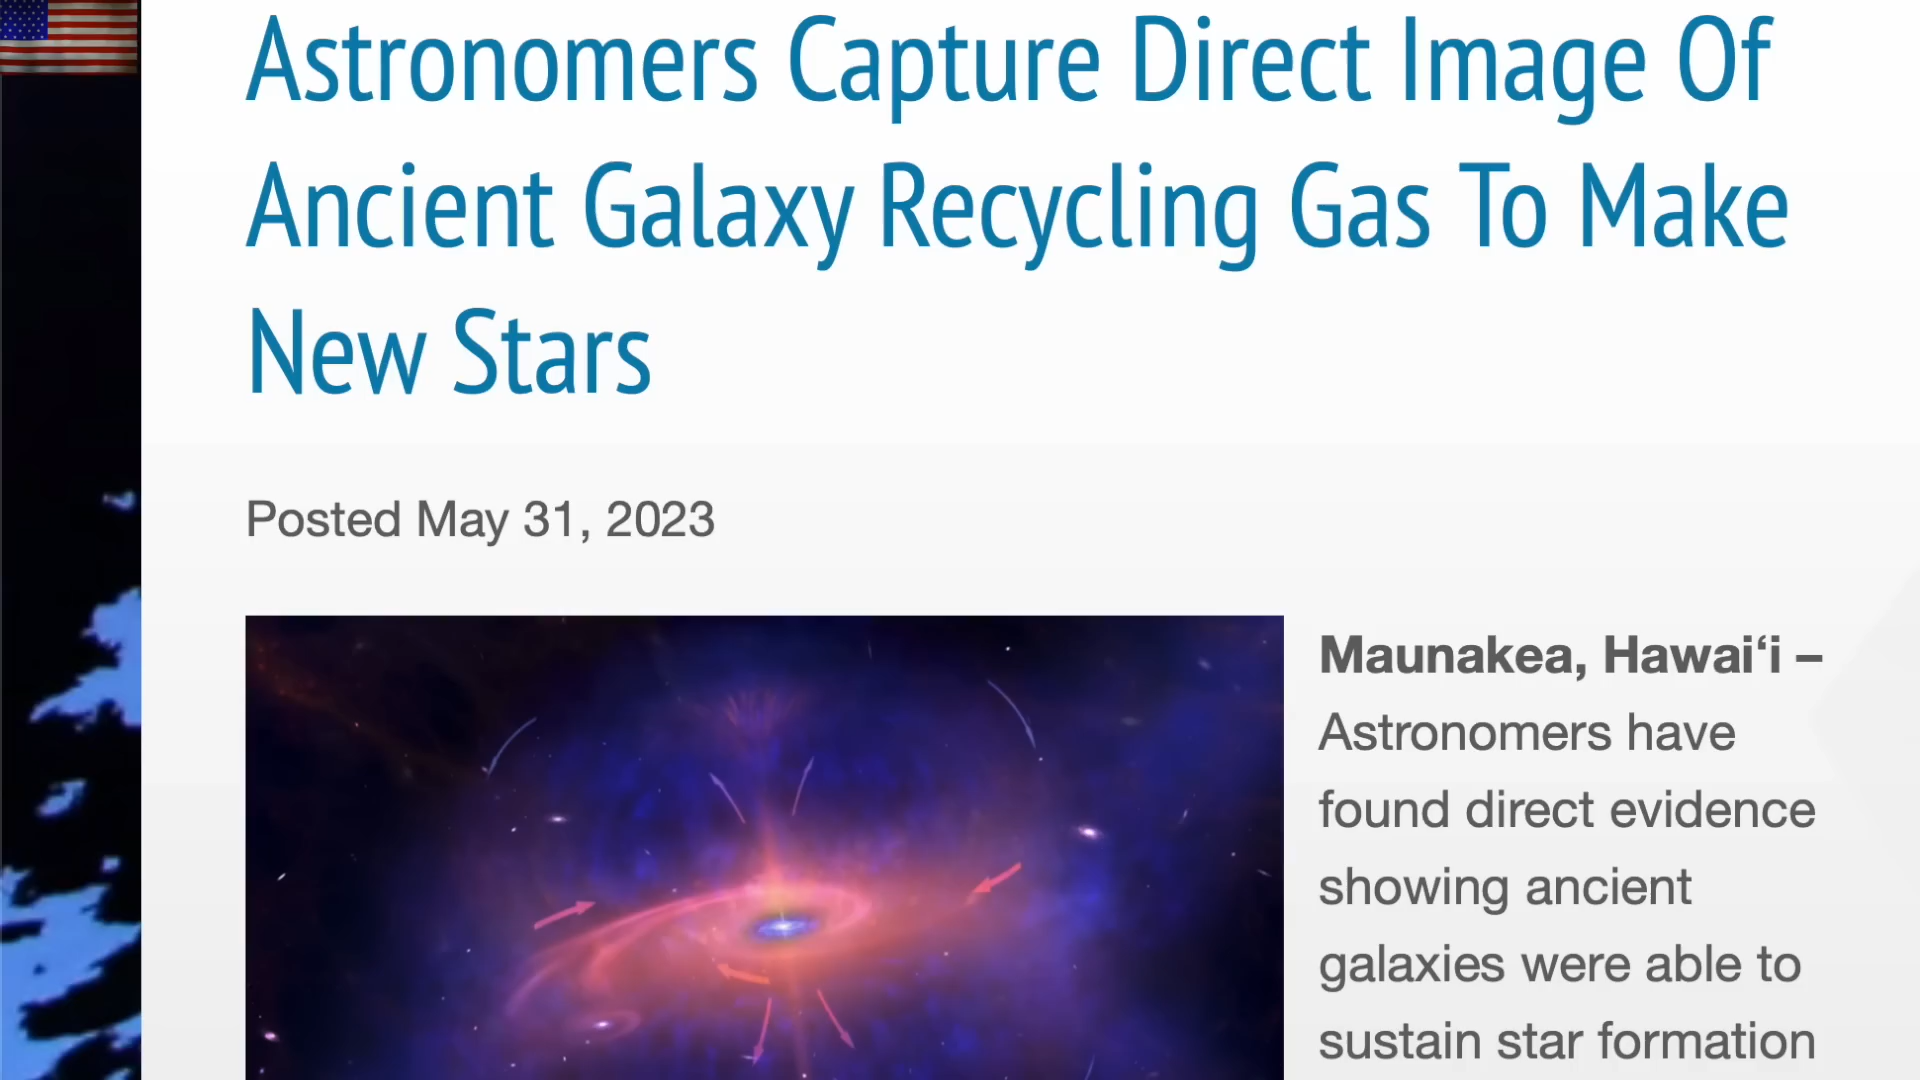 Astronomers Capture Direct Image Of
Ancient Galaxy Recycling Gas To Make
New Stars
Posted May 31, 2023
Maunakea, Hawaiʻi –
Astronomers have
found direct evidence
showing ancient
galaxies were able to
sustain star formation